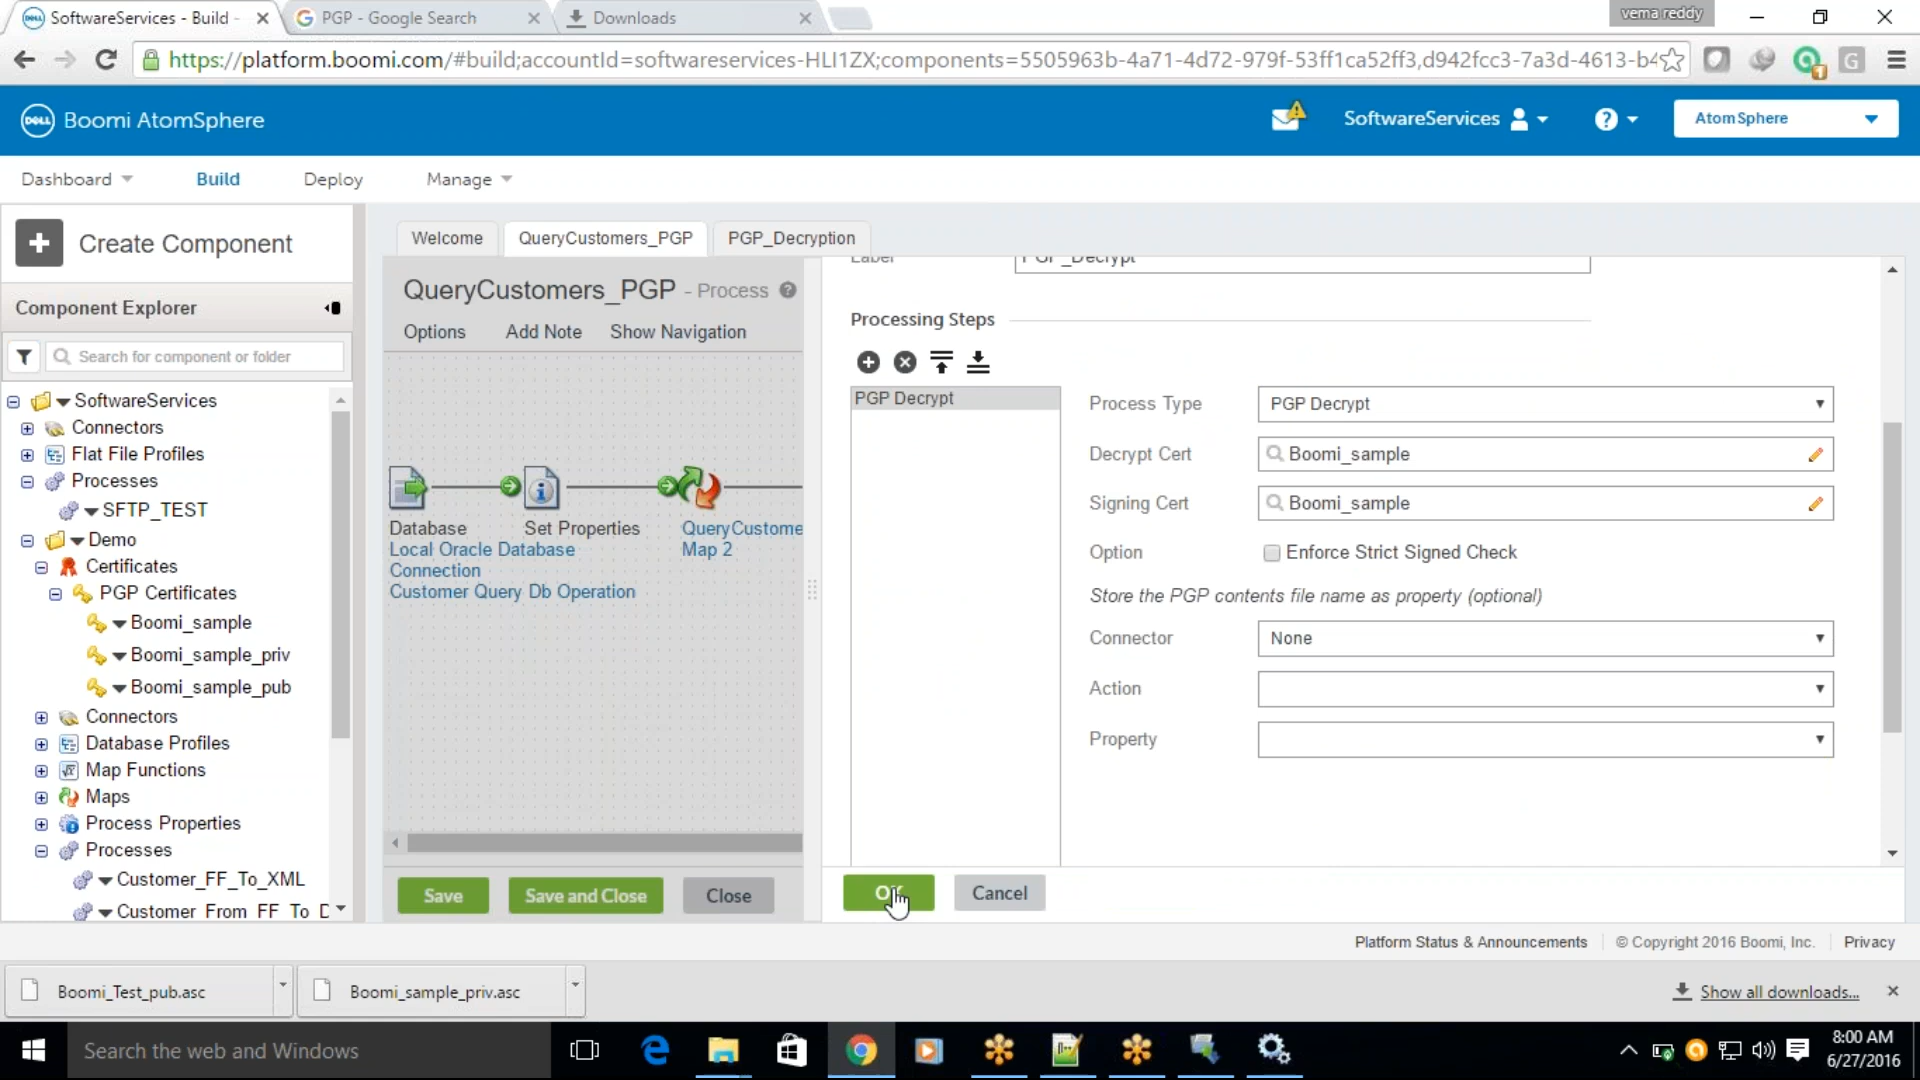 SoftwareServices - Build -
PGP - Google Search
Downloads
vema reddy
https://platform.boomi.com/#build;accountId=softwareservices-HLI1ZX;components=5505963b-4a71-4d72-979f-53ff1ca52ff3,d942fcc3-7a3d-4613-b4
DELL
Boomi AtomSphere
SoftwareServices
AtomSphere
Dashboard
Build
Deploy
Manage
Create Component
Component Explorer
Search for component or folder
SoftwareServices
Connectors
Flat File Profiles
Processes
SFTP_TEST
Demo
Certificates
PGP Certificates
Boomi_sample
Boomi_sample_priv
Boomi_sample_pub
Connectors
Database Profiles
Map Functions
Maps
Process Properties
Processes
Customer_FF_To_XML
Customer From FF To D
Welcome
QueryCustomers_PGP
PGP_Decryption
QueryCustomers_PGP - Process
Options
Add Note
Show Navigation
Database
Local Oracle Database
Connection
Customer Query Db Operation
Set Properties
QueryCustome
Map 2
Save
Save and Close
Close
Label
PGP_Decrypt
Processing Steps
PGP Decrypt
Process Type
PGP Decrypt
Decrypt Cert
Boomi_sample
Signing Cert
Boomi_sample
Option
Enforce Strict Signed Check
Store the PGP contents file name as property (optional)
Connector
None
Action
Property
OK
Cancel
Platform Status & Announcements
© Copyright 2016 Boomi, Inc.
Privacy
Boomi_Test_pub.asc
Boomi_sample_priv.asc
Show all downloads...
Search the web and Windows
8:00 AM
6/27/2016